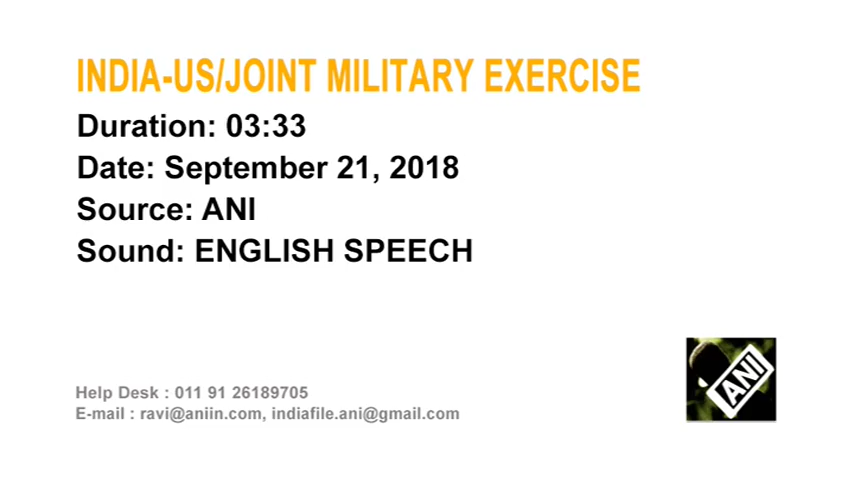 INDIA-US/JOINT MILITARY EXERCISE
Duration: 03:33
Date: September 21, 2018
Source: ANI
Sound: ENGLISH SPEECH
Help Desk : 011 91 26189705
E-mail : ravi@aniin.com, indiafile.ani@gmail.com
ANI